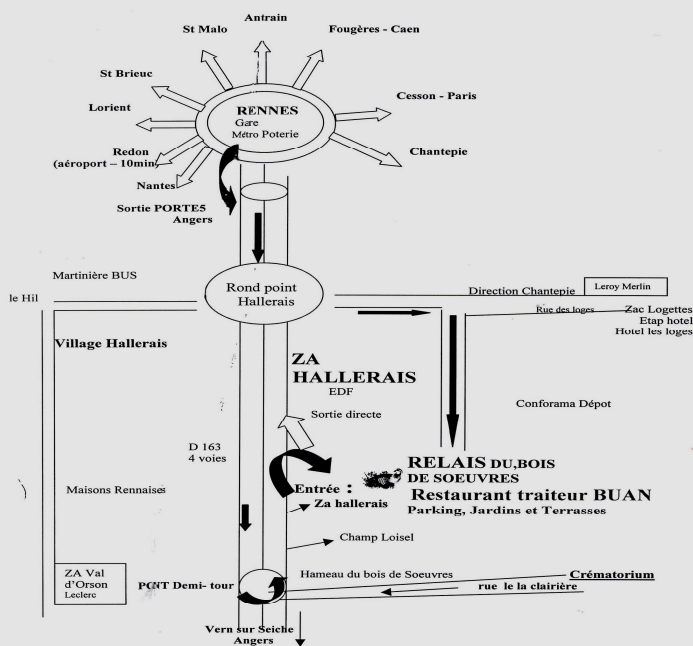 Antrain
St Malo
Fougères - Caen
St Brieuc
Cesson - Paris
Lorient
RENNES
Gare
Métro Poterie
Redon
(aéroport – 10min)
Chantepie
Nantes
Sortie PORTE5
Angers
Martinière BUS
Rond point
Hallerais
Direction Chantepie
Leroy Merlin
le Hil
Rue des loges
Zac Logettes
Etap hotel
Hotel les loges
Village Hallerais
ZA
HALLERAIS
EDF
Sortie directe
Conforama Dépôt
D 163
4 voies
RELAIS DU,BOIS
DE SOEUVRES
Maisons Rennaises
Entrée :
Restaurant traiteur BUAN
Za hallerais
Parking, Jardins et Terrasses
Champ Loisel
ZA Val
d'Orson
Leclerc
PONT Demi- tour
Hameau du bois de Soeuvres
Crématorium
rue le la clairière
Vern sur Seiche
Angers